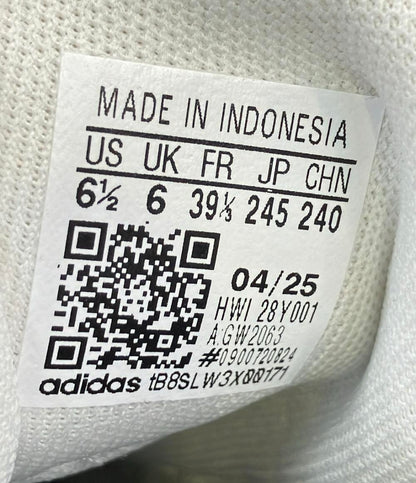 MADE IN INDONESIA
US UK FR JP CHN
6½ 6 39⅓ 245 240
04/25
HWI 28Y001
A:GW2063
#0900720824
adidas tB8SLW3X00171